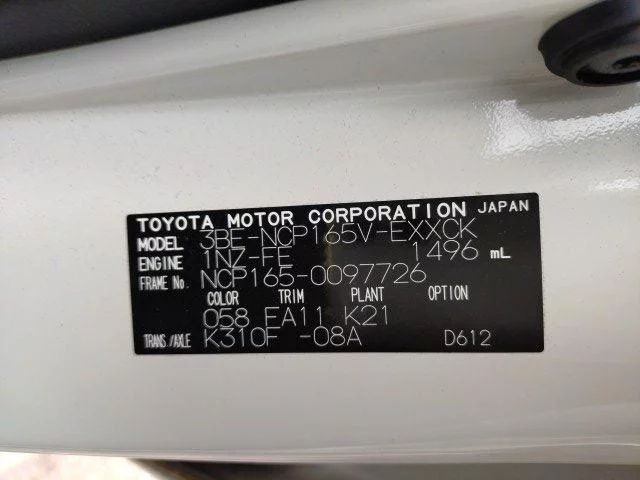 TOYOTA MOTOR CORPORATION JAPAN
MODEL 3BE-NCP165V-EXXCK
ENGINE 1NZ-FE 1496 mL
FRAME No. NCP165-0097726
COLOR TRIM PLANT OPTION
058 EA11 K21
TRANS./AXLE K310F -08A D612